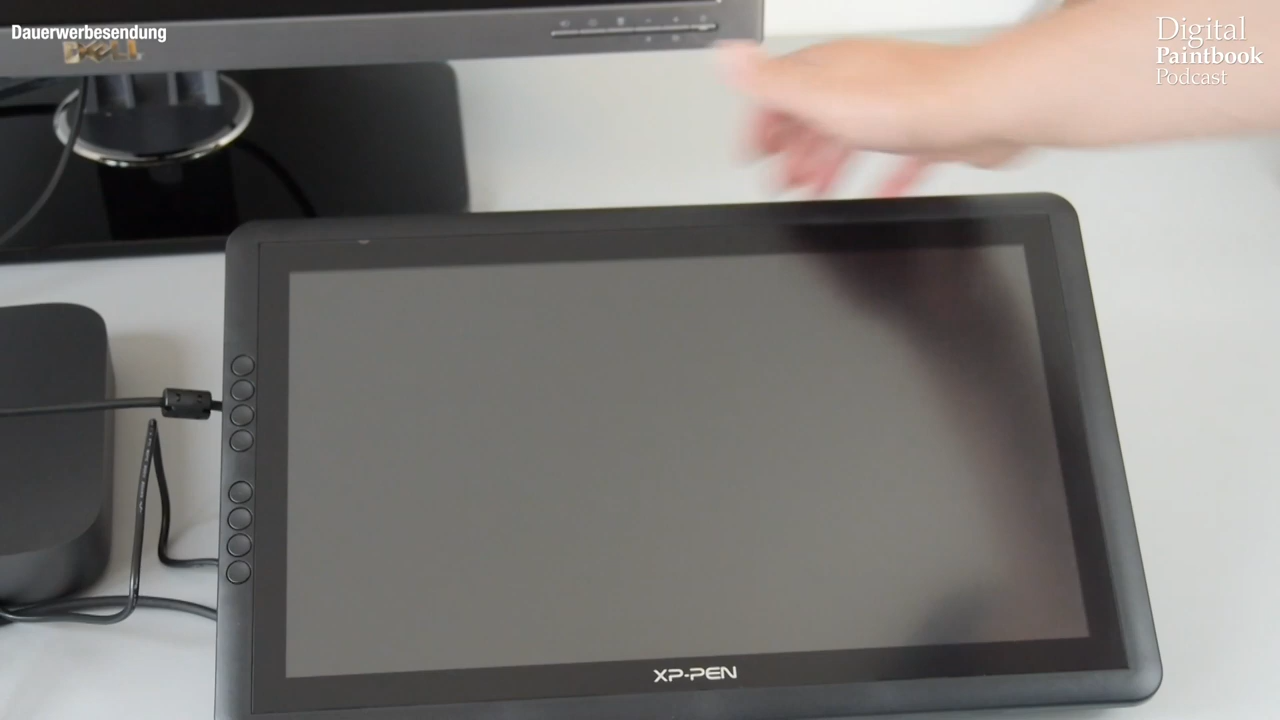 Dauerwerbesendung
DELL
Digital
Paintbook
Podcast
XP-PEN